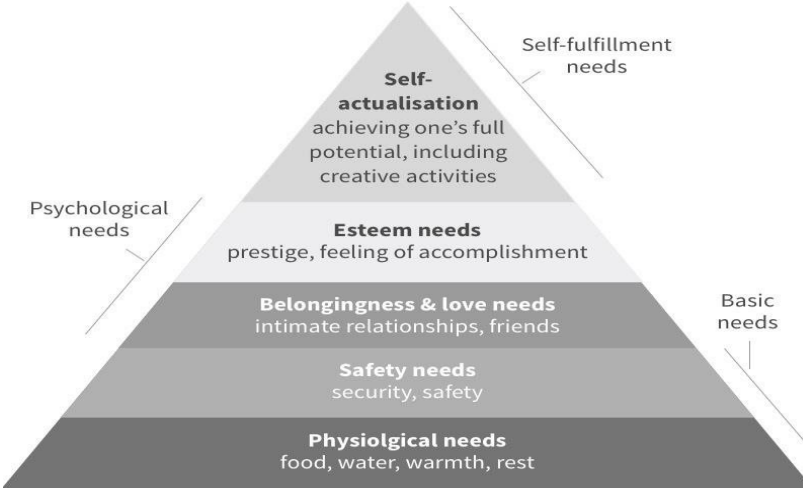 Self-fulfillment
needs
Self-
actualisation
achieving one's full
potential, including
creative activities
Psychological
needs
Esteem needs
prestige, feeling of accomplishment
Belongingness & love needs
intimate relationships, friends
Basic
needs
Safety needs
security, safety
Physiolgical needs
food, water, warmth, rest